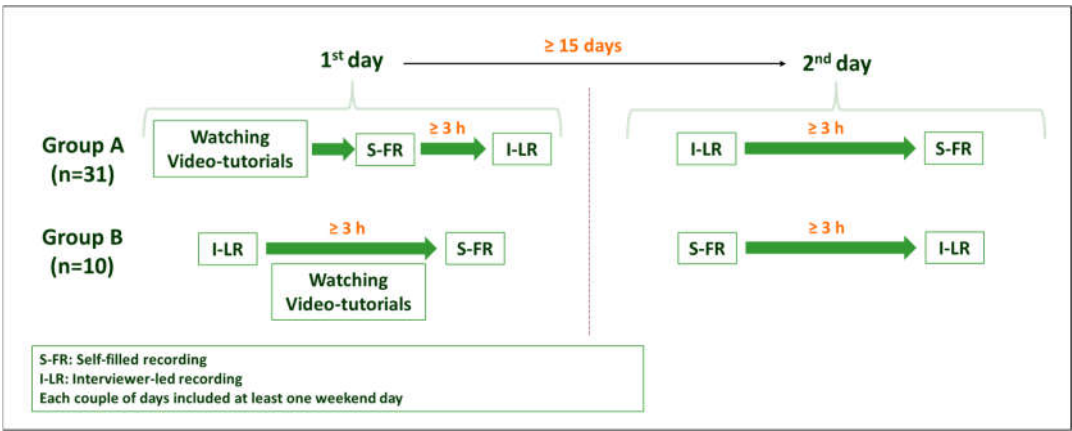 ≥ 15 days
1st day
2nd day
Group A
(n=31)
Watching
Video-tutorials
S-FR
≥ 3 h
I-LR
I-LR
≥ 3 h
S-FR
Group B
(n=10)
I-LR
≥ 3 h
S-FR
Watching
Video-tutorials
S-FR
≥ 3 h
I-LR
S-FR: Self-filled recording
I-LR: Interviewer-led recording
Each couple of days included at least one weekend day